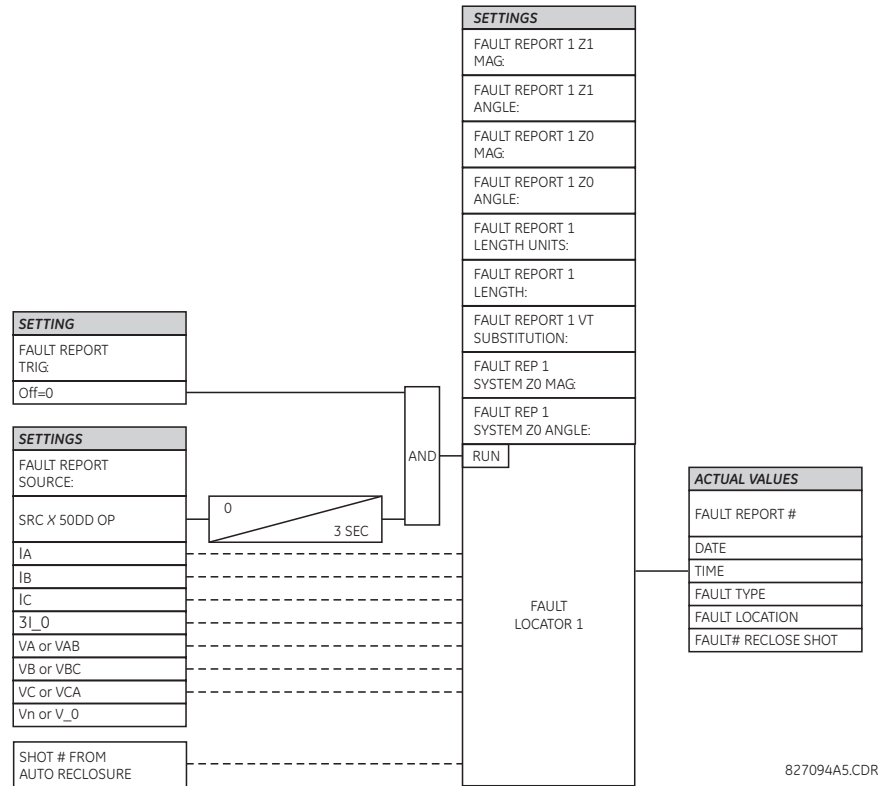 SETTINGS
FAULT REPORT 1 Z1
MAG:
FAULT REPORT 1 Z1
ANGLE:
FAULT REPORT 1 Z0
MAG:
FAULT REPORT 1 Z0
ANGLE:
FAULT REPORT 1
LENGTH UNITS:
FAULT REPORT 1
LENGTH:
FAULT REPORT 1 VT
SUBSTITUTION:
FAULT REP 1
SYSTEM Z0 MAG:
FAULT REP 1
SYSTEM Z0 ANGLE:
RUN
FAULT
LOCATOR 1
SETTING
FAULT REPORT
TRIG:
Off=0
SETTINGS
FAULT REPORT
SOURCE:
SRC X 50DD OP
IA
IB
IC
3I_0
VA or VAB
VB or VBC
VC or VCA
Vn or V_0
SHOT # FROM
AUTO RECLOSURE
0
3 SEC
AND
ACTUAL VALUES
FAULT REPORT #
DATE
TIME
FAULT TYPE
FAULT LOCATION
FAULT# RECLOSE SHOT
827094A5.CDR